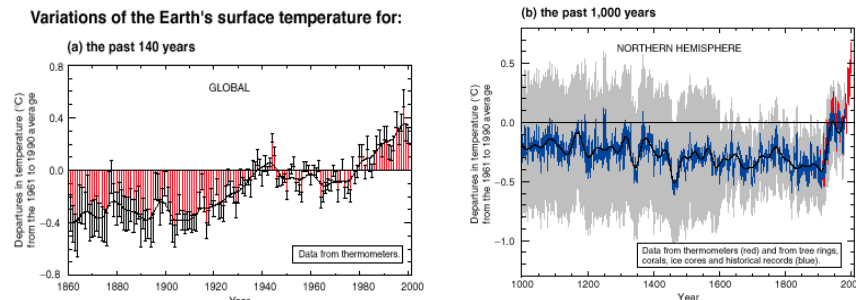 Variations of the Earth's surface temperature for:
(a) the past 140 years
GLOBAL
Departures in temperature (°C)
from the 1961 to 1990 average
0.8
0.4
0.0
−0.4
−0.8
Data from thermometers.
1860 1880 1900 1920 1940 1960 1980 2000
Year
(b) the past 1,000 years
NORTHERN HEMISPHERE
Departures in temperature (°C)
from the 1961 to 1990 average
0.5
0.0
−0.5
−1.0
Data from thermometers (red) and from tree rings,
corals, ice cores and historical records (blue).
1000 1200 1400 1600 1800
Year